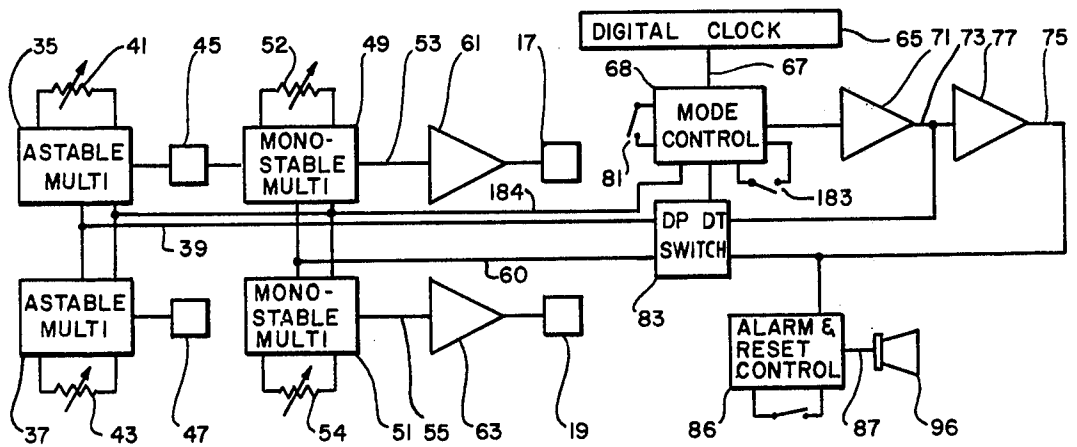 DIGITAL CLOCK
35
41
45
52
49
53
61
17
68
67
65
71
73
77
75
ASTABLE
MULTI
MONO-
STABLE
MULTI
MODE
CONTROL
81
183
184
39
60
DP DT
SWITCH
83
ASTABLE
MULTI
MONO-
STABLE
MULTI
ALARM &
RESET
CONTROL
37
43
47
54
51
55
63
19
86
87
96